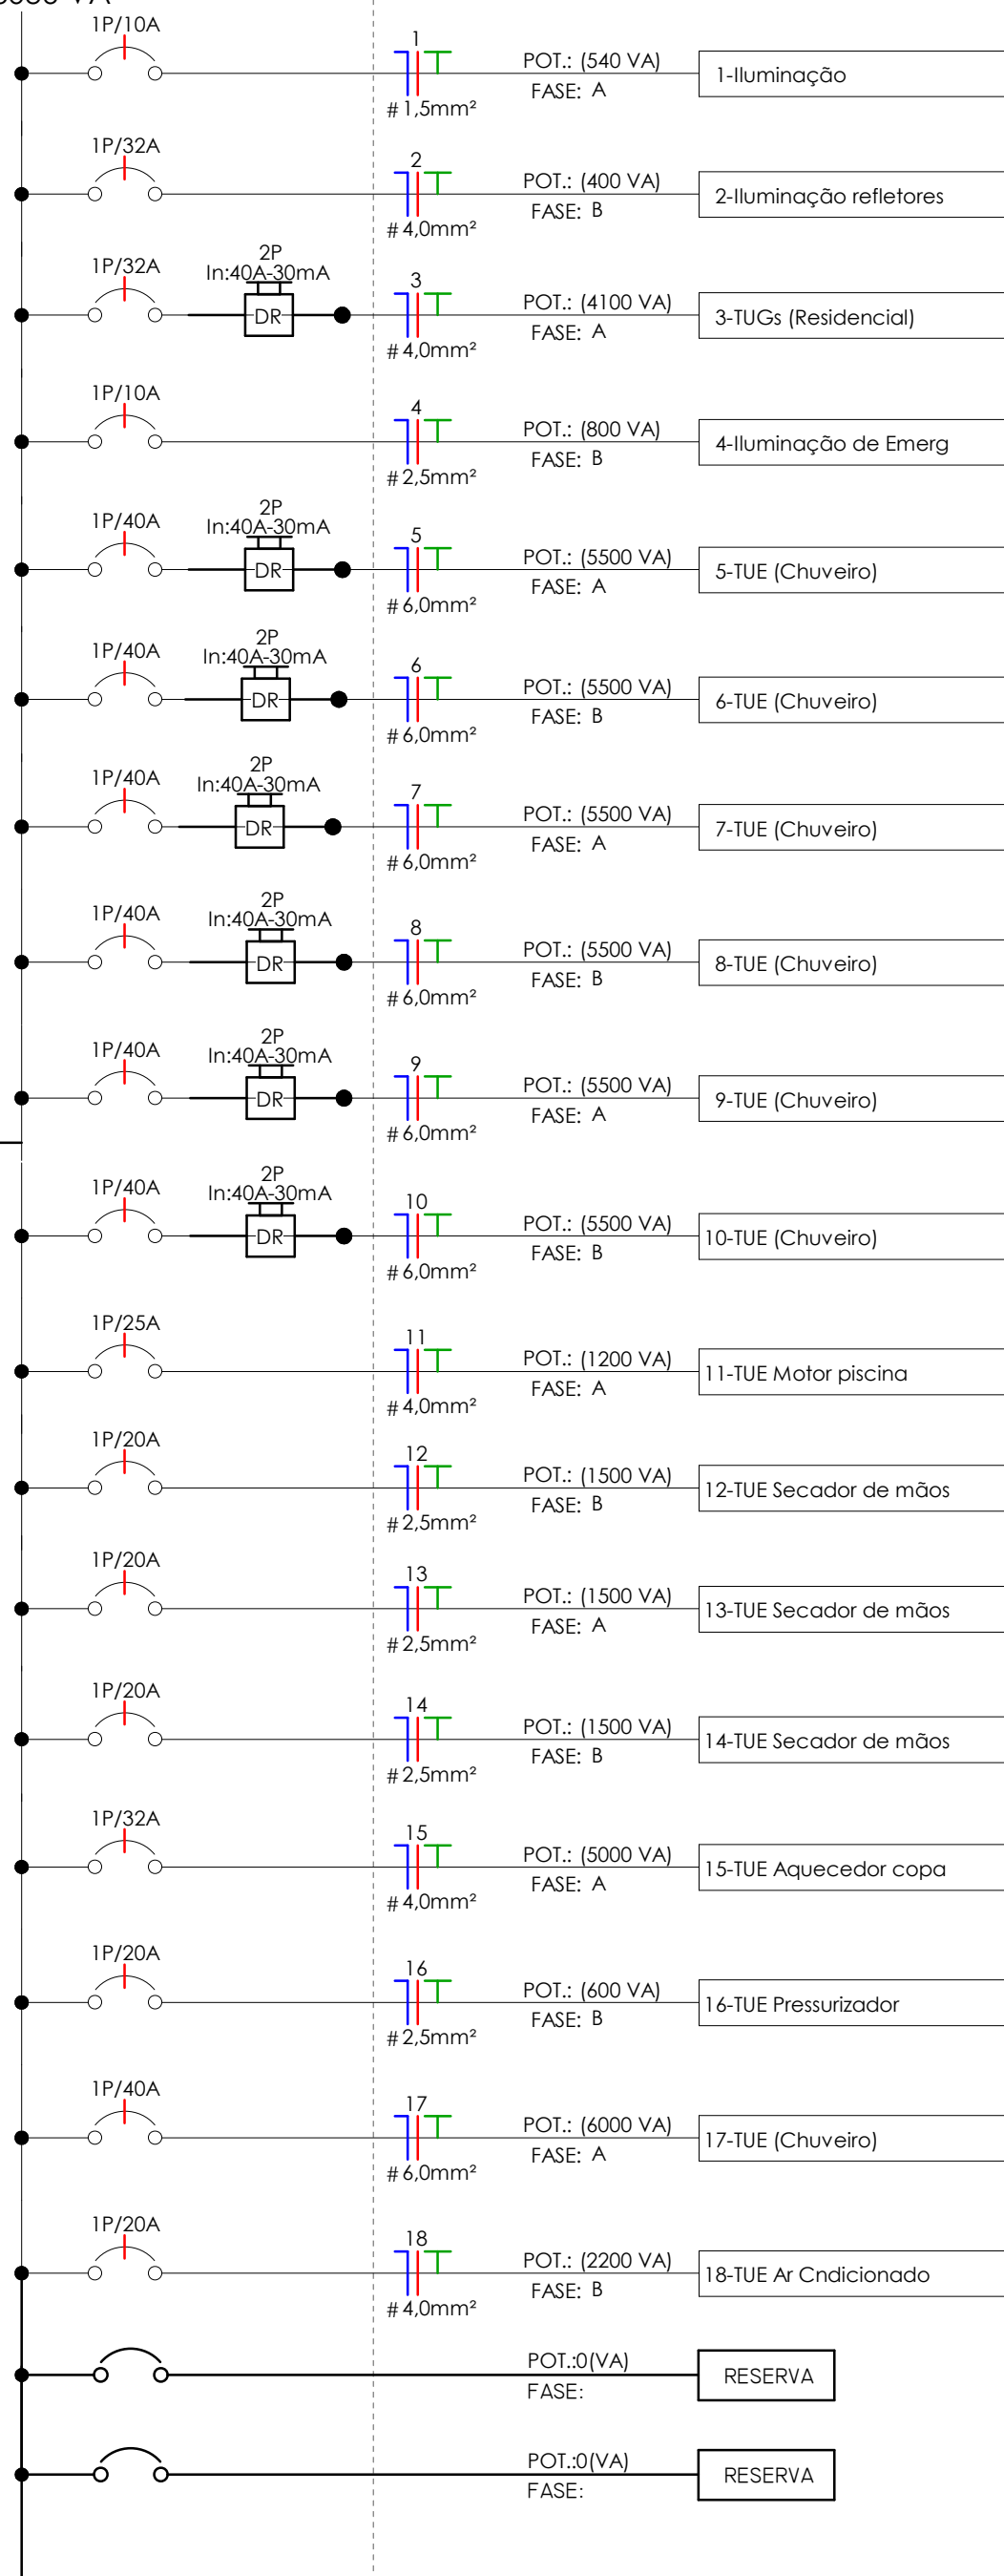 1P/10A
1
POT.: (540 VA)
FASE: A
#1,5mm²
1-Iluminação
1P/32A
2
POT.: (400 VA)
FASE: B
#4,0mm²
2-Iluminação refletores
1P/32A
2P
In:40A-30mA
DR
3
POT.: (4100 VA)
FASE: A
#4,0mm²
3-TUGs (Residencial)
1P/10A
4
POT.: (800 VA)
FASE: B
#2,5mm²
4-Iluminação de Emerg
1P/40A
2P
In:40A-30mA
DR
5
POT.: (5500 VA)
FASE: A
#6,0mm²
5-TUE (Chuveiro)
1P/40A
2P
In:40A-30mA
DR
6
POT.: (5500 VA)
FASE: B
#6,0mm²
6-TUE (Chuveiro)
1P/40A
2P
In:40A-30mA
DR
7
POT.: (5500 VA)
FASE: A
#6,0mm²
7-TUE (Chuveiro)
1P/40A
2P
In:40A-30mA
DR
8
POT.: (5500 VA)
FASE: B
#6,0mm²
8-TUE (Chuveiro)
1P/40A
2P
In:40A-30mA
DR
9
POT.: (5500 VA)
FASE: A
#6,0mm²
9-TUE (Chuveiro)
1P/40A
2P
In:40A-30mA
DR
10
POT.: (5500 VA)
FASE: B
#6,0mm²
10-TUE (Chuveiro)
1P/25A
11
POT.: (1200 VA)
FASE: A
#4,0mm²
11-TUE Motor piscina
1P/20A
12
POT.: (1500 VA)
FASE: B
#2,5mm²
12-TUE Secador de mãos
1P/20A
13
POT.: (1500 VA)
FASE: A
#2,5mm²
13-TUE Secador de mãos
1P/20A
14
POT.: (1500 VA)
FASE: B
#2,5mm²
14-TUE Secador de mãos
1P/32A
15
POT.: (5000 VA)
FASE: A
#4,0mm²
15-TUE Aquecedor copa
1P/20A
16
POT.: (600 VA)
FASE: B
#2,5mm²
16-TUE Pressurizador
1P/40A
17
POT.: (6000 VA)
FASE: A
#6,0mm²
17-TUE (Chuveiro)
1P/20A
18
POT.: (2200 VA)
FASE: B
#4,0mm²
18-TUE Ar Cndicionado
POT.:0(VA)
FASE:
RESERVA
POT.:0(VA)
FASE:
RESERVA